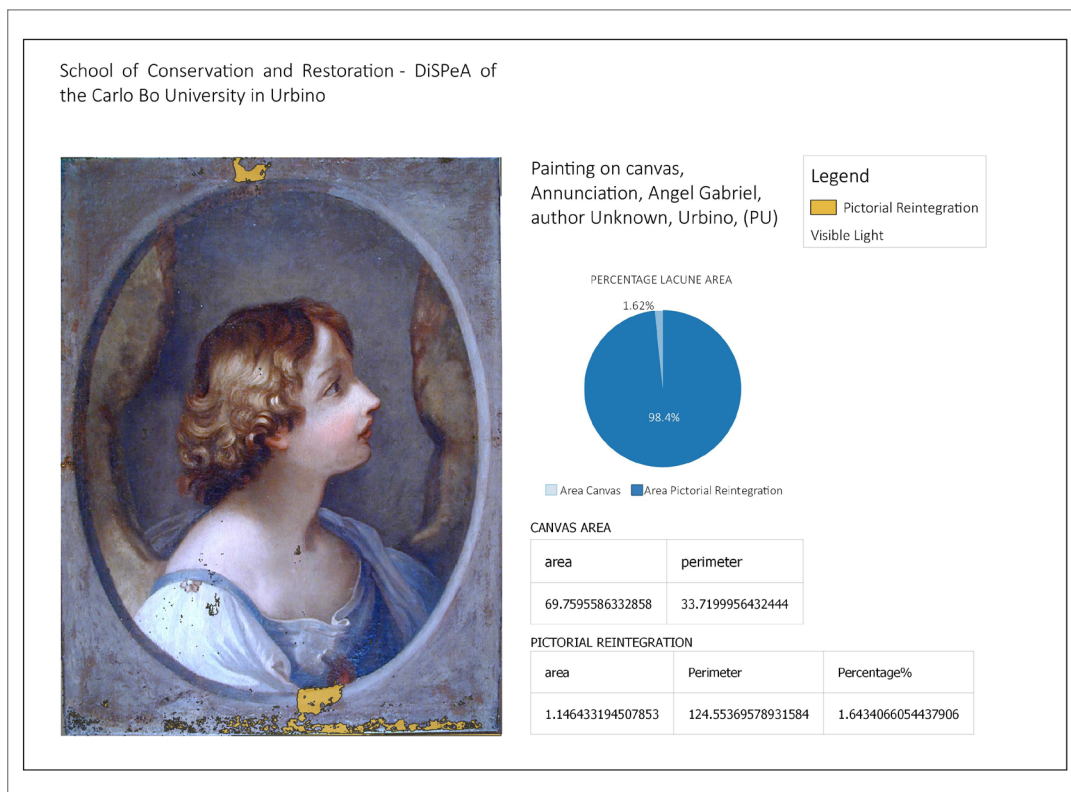 School of Conservation and Restoration - DiSPeA of
the Carlo Bo University in Urbino
Painting on canvas,
Annunciation, Angel Gabriel,
author Unknown, Urbino, (PU)
Legend
Pictorial Reintegration
Visible Light
PERCENTAGE LACUNE AREA
1.62%
98.4%
Area Canvas Area Pictorial Reintegration
CANVAS AREA
area perimeter
69.7595586332858 33.7199956432444
PICTORIAL REINTEGRATION
area Perimeter Percentage%
1.146433194507853 124.55369578931584 1.6434066054437906